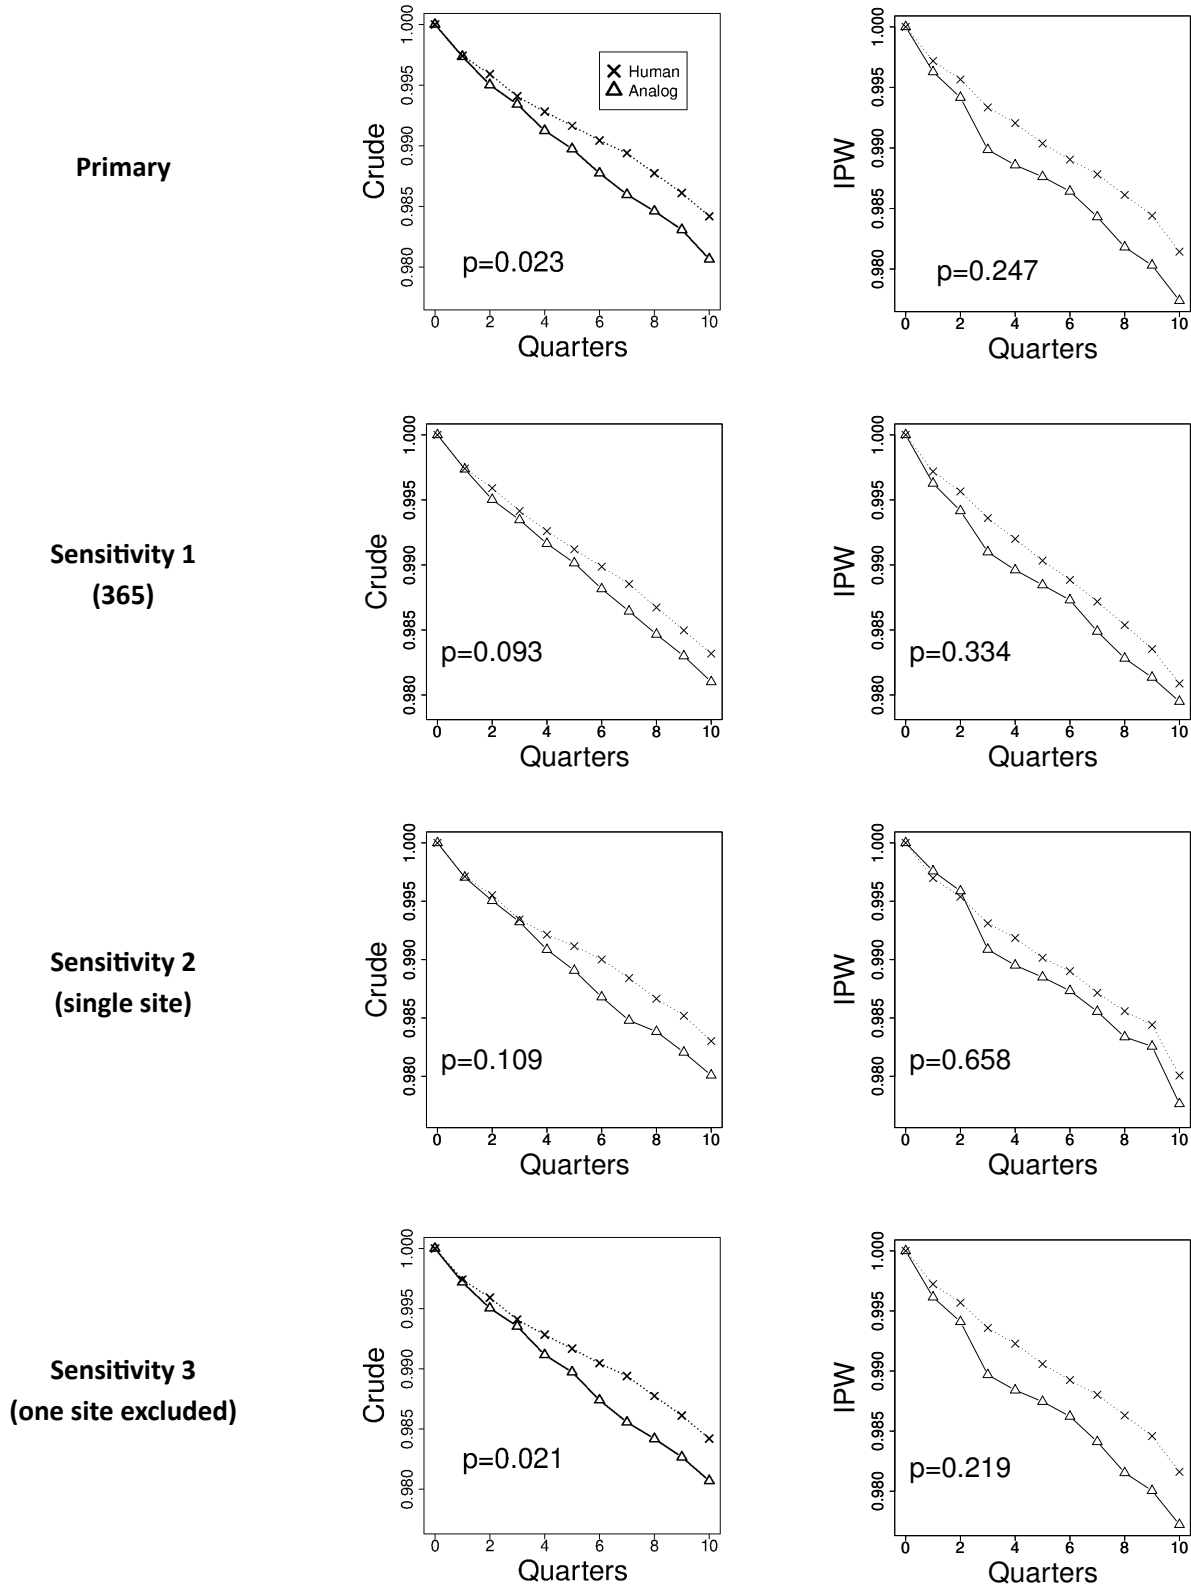 Primary
Crude
1.000
0.995
0.990
0.985
0.980
Human
Analog
p=0.023
0 2 4 6 8 10
Quarters
IPW
1.000
0.995
0.990
0.985
0.980
p=0.247
0 2 4 6 8 10
Quarters
Sensitivity 1
(365)
Crude
1.000
0.995
0.990
0.985
0.980
p=0.093
0 2 4 6 8 10
Quarters
IPW
1.000
0.995
0.990
0.985
0.980
p=0.334
0 2 4 6 8 10
Quarters
Sensitivity 2
(single site)
Crude
1.000
0.995
0.990
0.985
0.980
p=0.109
0 2 4 6 8 10
Quarters
IPW
1.000
0.995
0.990
0.985
0.980
p=0.658
0 2 4 6 8 10
Quarters
Sensitivity 3
(one site excluded)
Crude
1.000
0.995
0.990
0.985
0.980
p=0.021
0 2 4 6 8 10
Quarters
IPW
1.000
0.995
0.990
0.985
0.980
p=0.219
0 2 4 6 8 10
Quarters